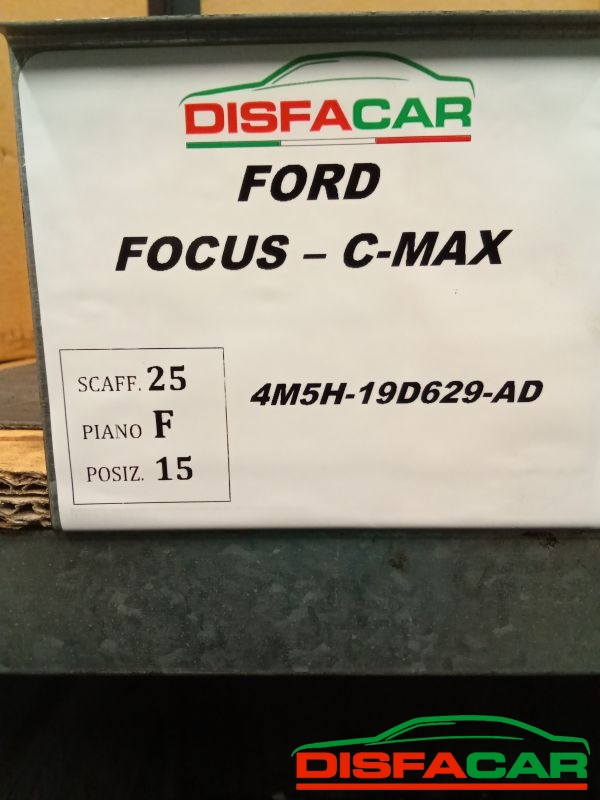 DISFACAR
FORD
FOCUS – C-MAX
SCAFF. 25
PIANO F
POSIZ. 15
4M5H-19D629-AD
DISFACAR